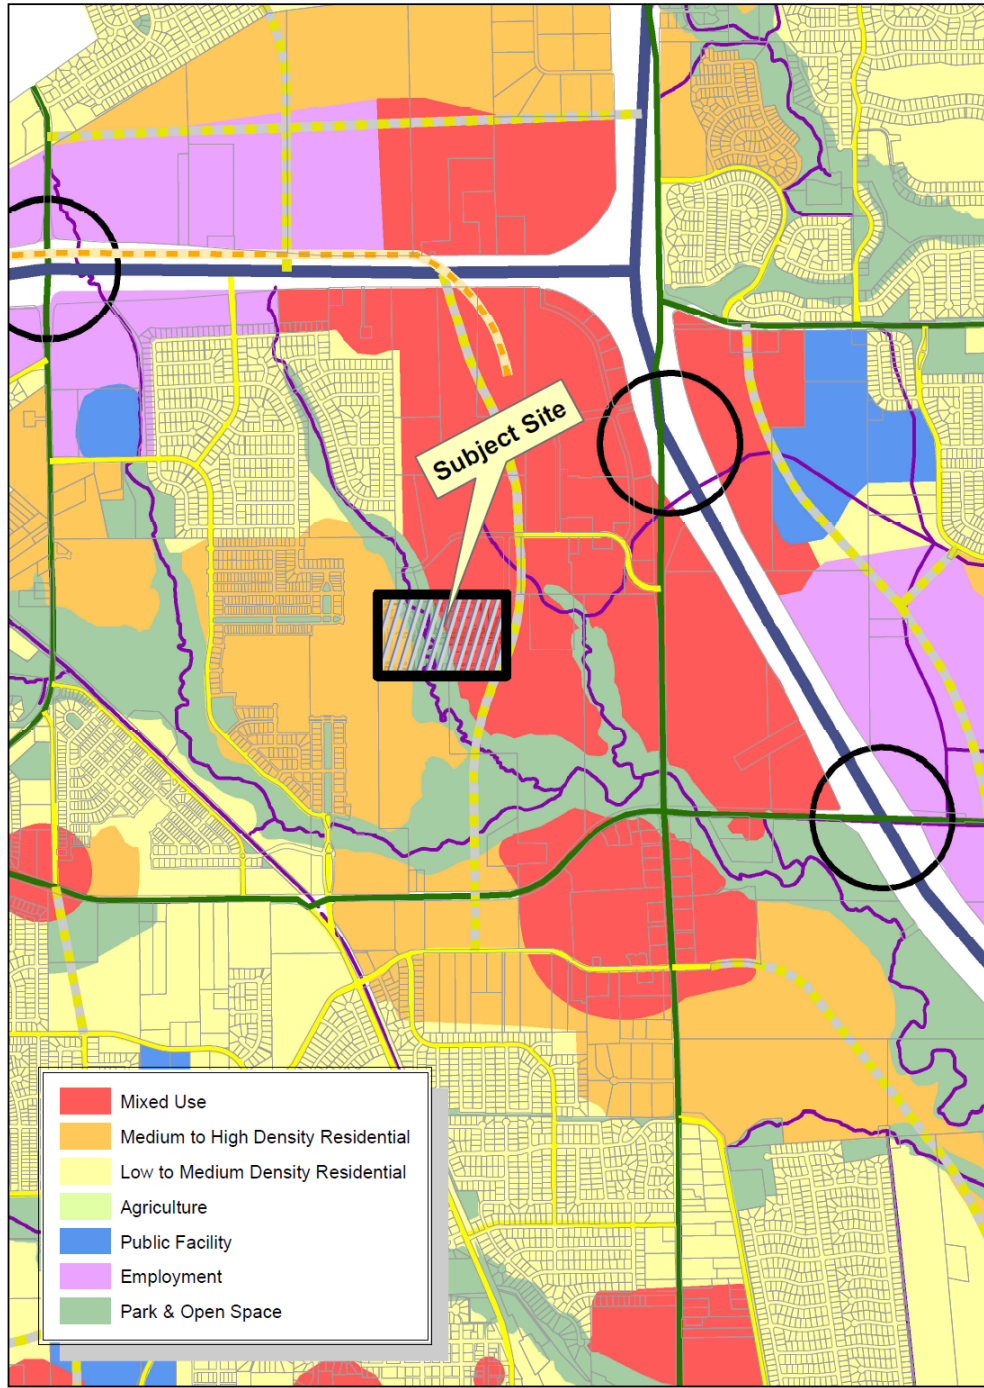 Subject Site
Mixed Use
Medium to High Density Residential
Low to Medium Density Residential
Agriculture
Public Facility
Employment
Park & Open Space